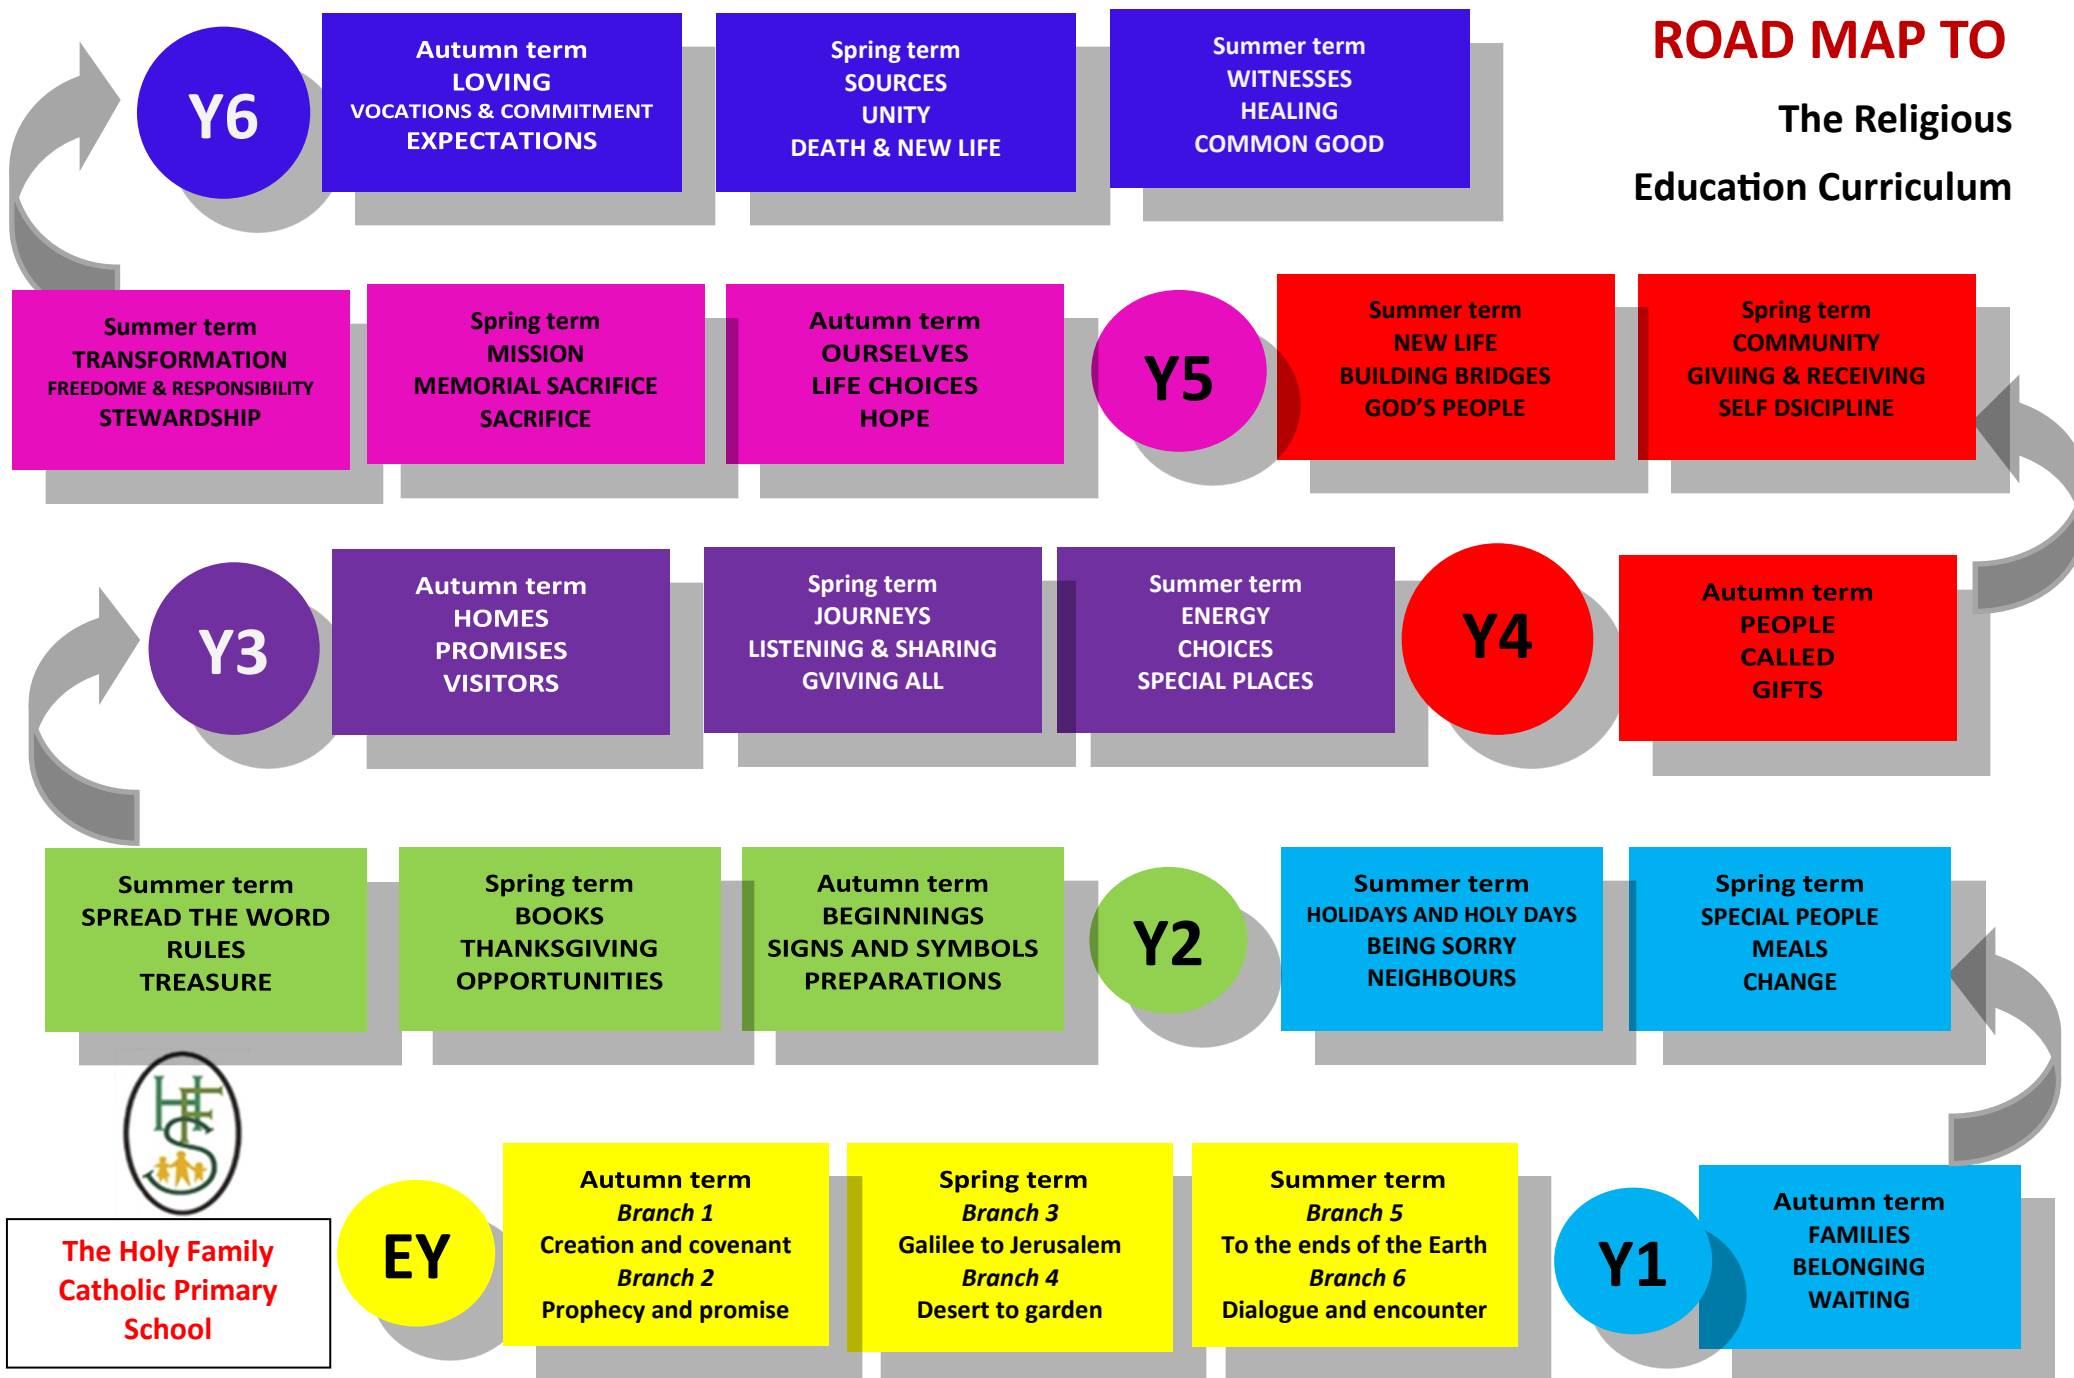 ROAD MAP TO
The Religious
Education Curriculum
Y6
Autumn term
LOVING
VOCATIONS & COMMITMENT
EXPECTATIONS
Spring term
SOURCES
UNITY
DEATH & NEW LIFE
Summer term
WITNESSES
HEALING
COMMON GOOD
Summer term
TRANSFORMATION
FREEDOME & RESPONSIBILITY
STEWARDSHIP
Spring term
MISSION
MEMORIAL SACRIFICE
SACRIFICE
Autumn term
OURSELVES
LIFE CHOICES
HOPE
Y5
Summer term
NEW LIFE
BUILDING BRIDGES
GOD'S PEOPLE
Spring term
COMMUNITY
GIVIING & RECEIVING
SELF DSICIPLINE
Y3
Autumn term
HOMES
PROMISES
VISITORS
Spring term
JOURNEYS
LISTENING & SHARING
GVIVING ALL
Summer term
ENERGY
CHOICES
SPECIAL PLACES
Y4
Autumn term
PEOPLE
CALLED
GIFTS
Summer term
SPREAD THE WORD
RULES
TREASURE
Spring term
BOOKS
THANKSGIVING
OPPORTUNITIES
Autumn term
BEGINNINGS
SIGNS AND SYMBOLS
PREPARATIONS
Y2
Summer term
HOLIDAYS AND HOLY DAYS
BEING SORRY
NEIGHBOURS
Spring term
SPECIAL PEOPLE
MEALS
CHANGE
HFS
The Holy Family
Catholic Primary
School
EY
Autumn term
Branch 1
Creation and covenant
Branch 2
Prophecy and promise
Spring term
Branch 3
Galilee to Jerusalem
Branch 4
Desert to garden
Summer term
Branch 5
To the ends of the Earth
Branch 6
Dialogue and encounter
Y1
Autumn term
FAMILIES
BELONGING
WAITING